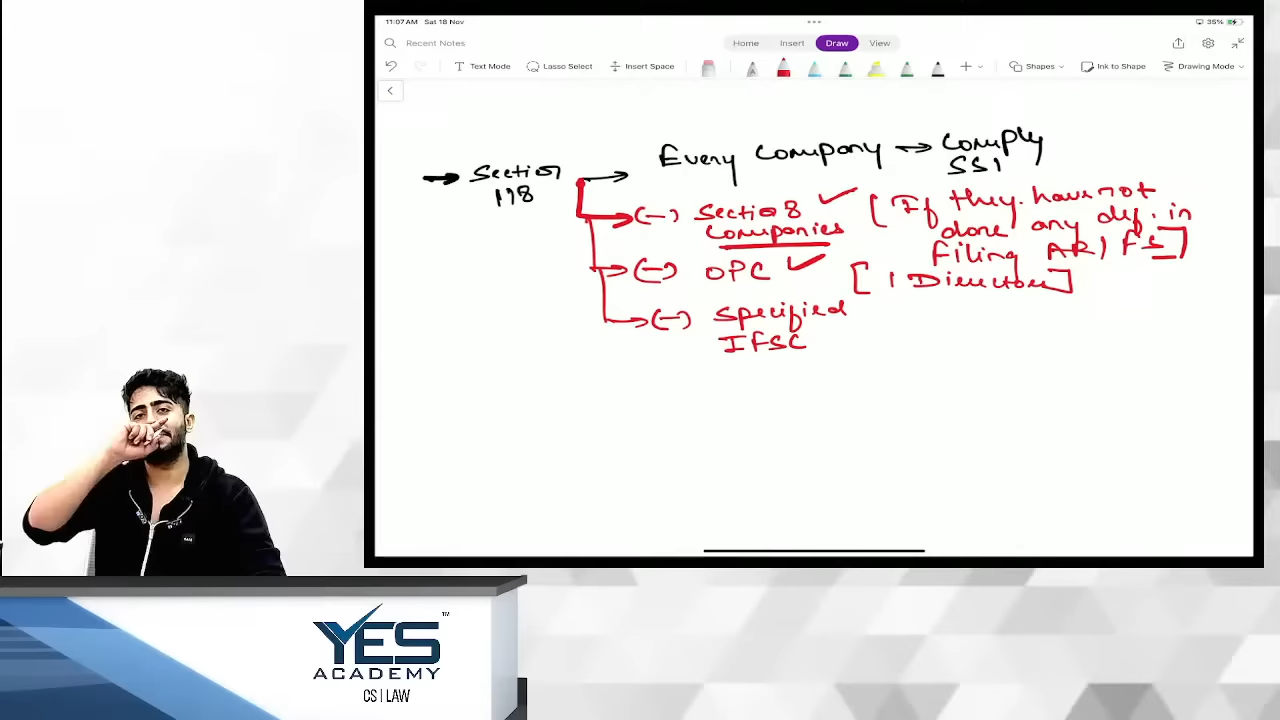 11:07 AM Sat 18 Nov
35%
Recent Notes
Home Insert Draw View
Text Mode Lasso Select Insert Space Shapes Ink to Shape Drawing Mode
Every Company → Comply
SS1
→ Section
118
(-) Section 8 ✓ [If they have not
Companies done any def. in
filing AR/FS]
(-) OPC ✓ [1 Director]
(-) Specified
IFSC
YES™
ACADEMY
CS | LAW